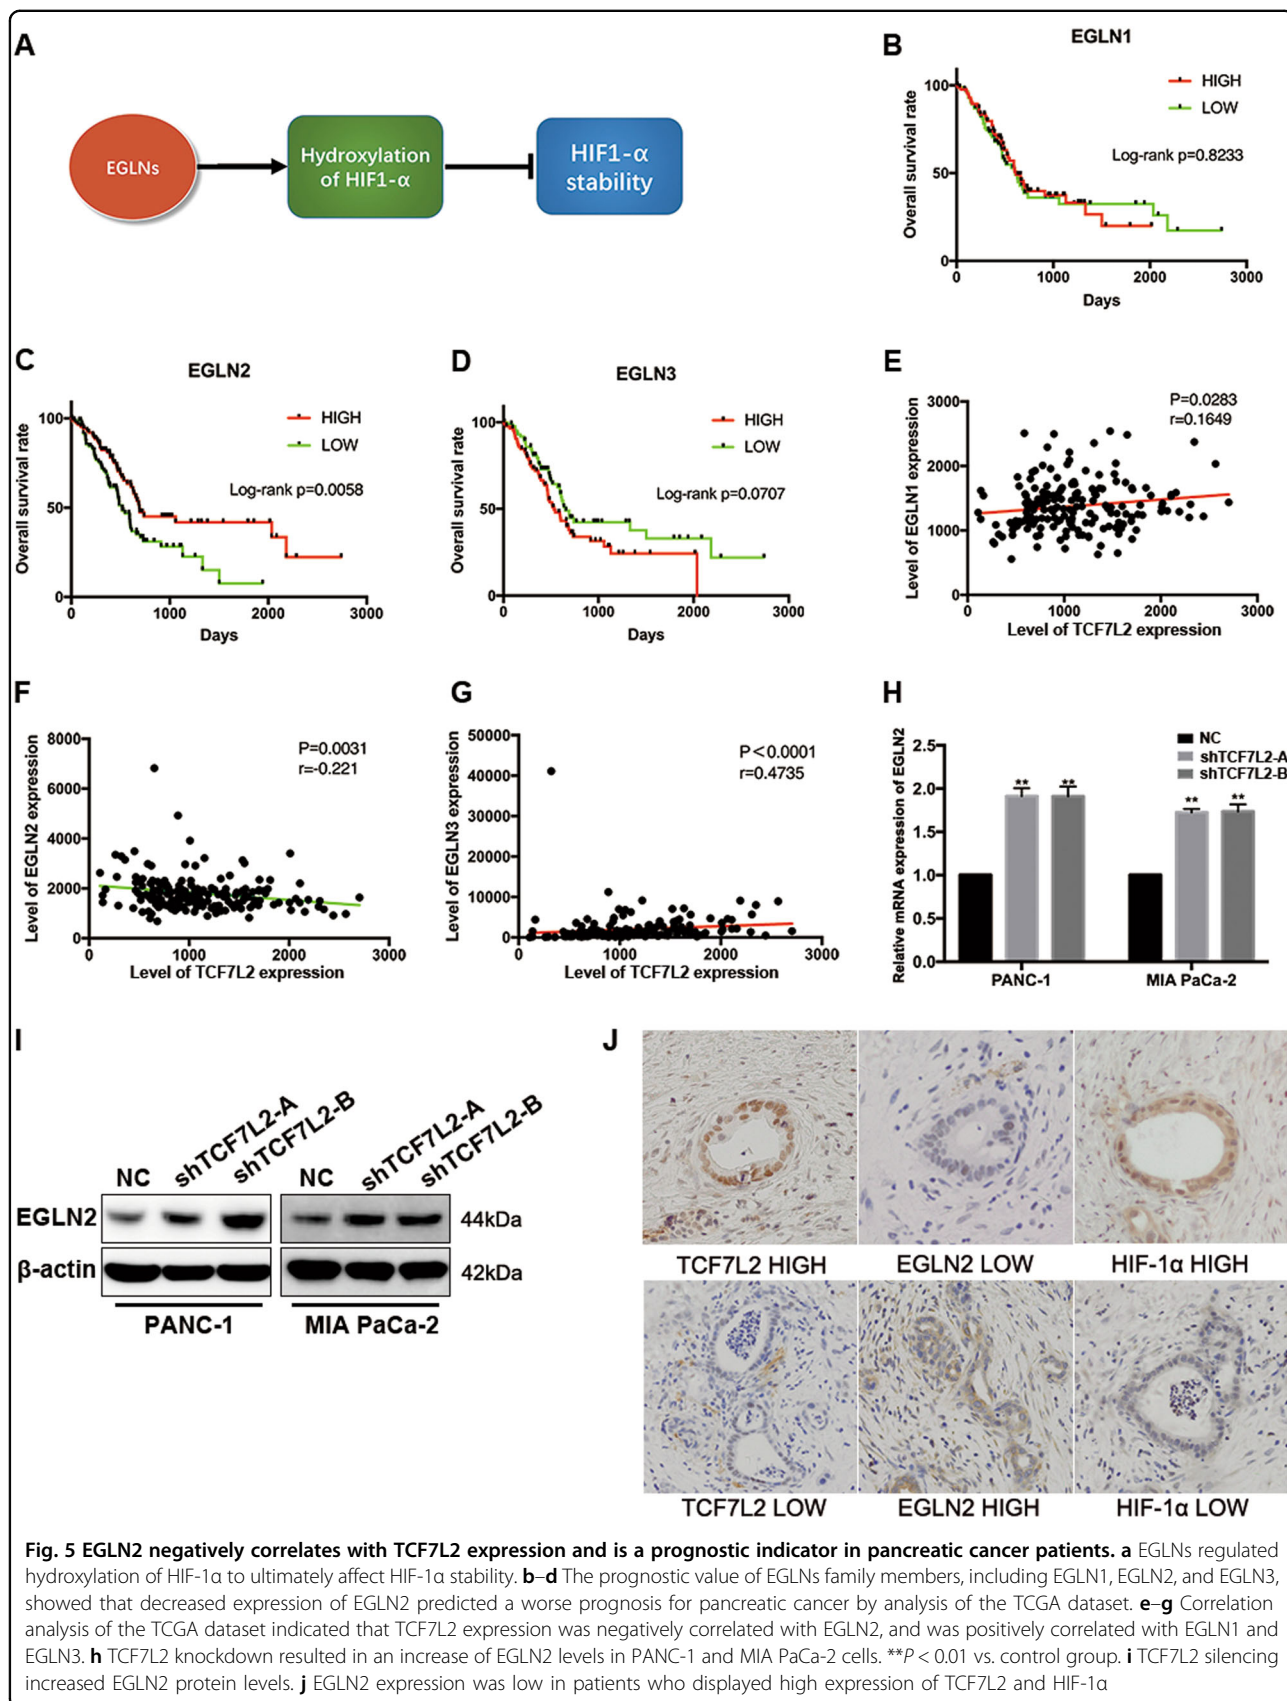 A
EGLNs
Hydroxylation
of HIF1-α
HIF1-α
stability
B
EGLN1
HIGH
LOW
Log-rank p=0.8233
Overall survival rate
100
50
0
0 1000 2000 3000
Days
C
EGLN2
HIGH
LOW
Log-rank p=0.0058
Overall survival rate
100
50
0
0 1000 2000 3000
Days
D
EGLN3
HIGH
LOW
Log-rank p=0.0707
Overall survival rate
100
50
0
0 1000 2000 3000
Days
E
P=0.0283
r=0.1649
Level of EGLN1 expression
3000
2000
1000
0
0 1000 2000 3000
Level of TCF7L2 expression
F
P=0.0031
r=-0.221
Level of EGLN2 expression
8000
6000
4000
2000
0
0 1000 2000 3000
Level of TCF7L2 expression
G
P<0.0001
r=0.4735
Level of EGLN3 expression
50000
40000
30000
20000
10000
0
0 1000 2000 3000
Level of TCF7L2 expression
H
NC
shTCF7L2-A
shTCF7L2-B
Relative mRNA expression of EGLN2
2.5
2.0
1.5
1.0
0.5
0.0
** ** ** **
PANC-1 MIA PaCa-2
I
NC shTCF7L2-A shTCF7L2-B NC shTCF7L2-A shTCF7L2-B
EGLN2 44kDa
β-actin 42kDa
PANC-1 MIA PaCa-2
J
TCF7L2 HIGH EGLN2 LOW HIF-1α HIGH
TCF7L2 LOW EGLN2 HIGH HIF-1α LOW
Fig. 5 EGLN2 negatively correlates with TCF7L2 expression and is a prognostic indicator in pancreatic cancer patients. a EGLNs regulated
hydroxylation of HIF-1α to ultimately affect HIF-1α stability. b–d The prognostic value of EGLNs family members, including EGLN1, EGLN2, and EGLN3,
showed that decreased expression of EGLN2 predicted a worse prognosis for pancreatic cancer by analysis of the TCGA dataset. e–g Correlation
analysis of the TCGA dataset indicated that TCF7L2 expression was negatively correlated with EGLN2, and was positively correlated with EGLN1 and
EGLN3. h TCF7L2 knockdown resulted in an increase of EGLN2 levels in PANC-1 and MIA PaCa-2 cells. **P < 0.01 vs. control group. i TCF7L2 silencing
increased EGLN2 protein levels. j EGLN2 expression was low in patients who displayed high expression of TCF7L2 and HIF-1α